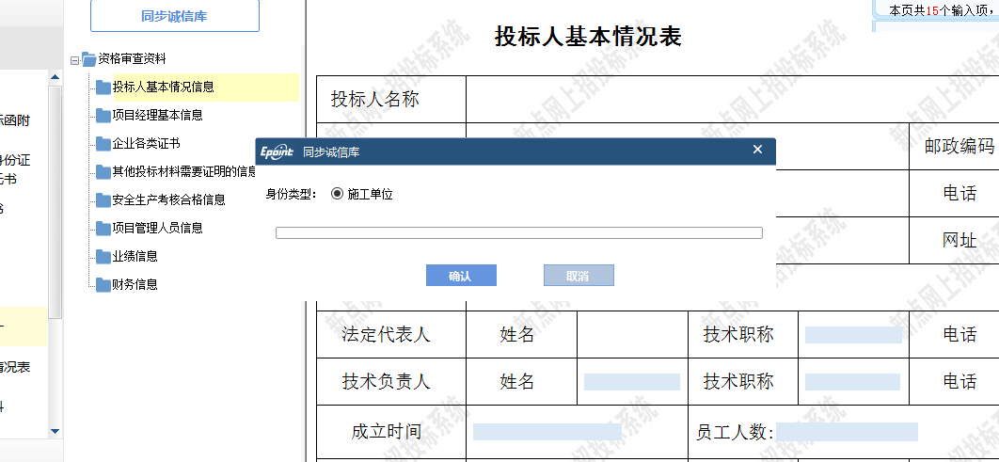 同步诚信库
本页共15个输入项，
投标人基本情况表
资格审查资料
投标人基本情况信息
项目经理基本信息
企业各类证书
其他投标材料需要证明的信息
安全生产考核合格信息
项目管理人员信息
业绩信息
财务信息
标函附
身份证
书
情况表
投标人名称
邮政编码
电话
网址
Epoint 同步诚信库
身份类型： 施工单位
确认 取消
法定代表人 姓名 技术职称 电话
技术负责人 姓名 技术职称 电话
成立时间 员工人数:
新点网上招投标系统